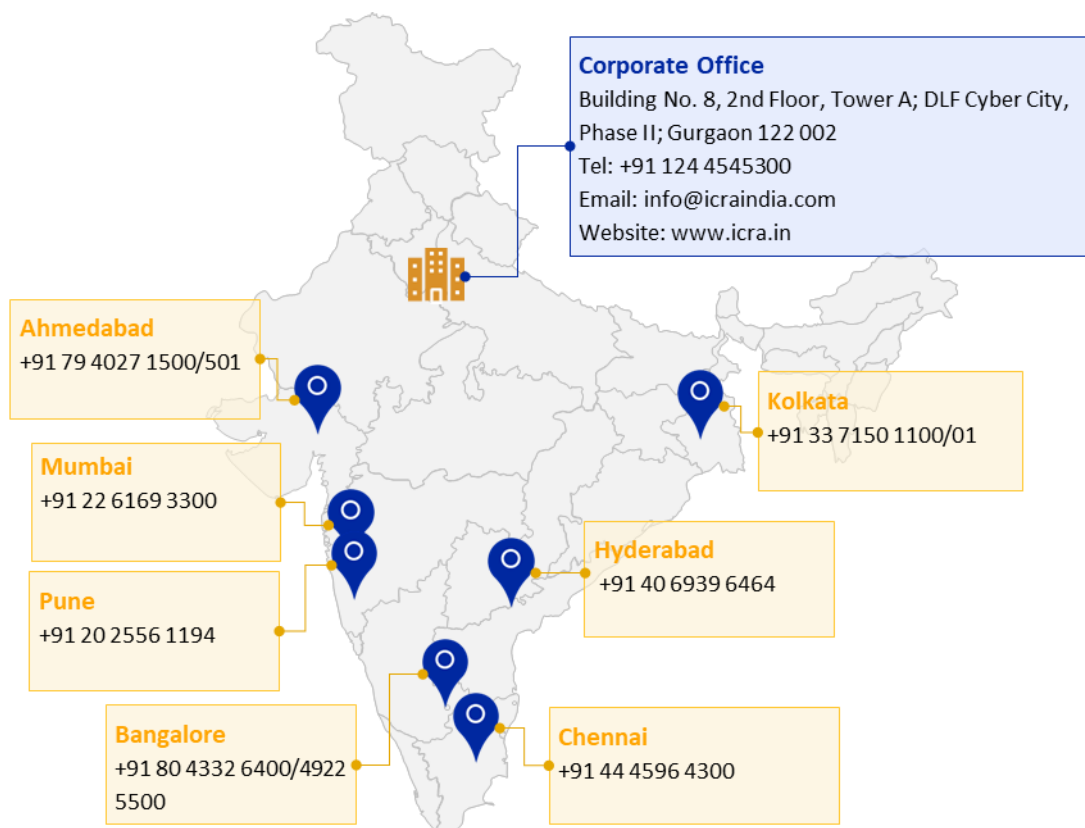 Corporate Office
Building No. 8, 2nd Floor, Tower A; DLF Cyber City,
Phase II; Gurgaon 122 002
Tel: +91 124 4545300
Email: info@icraindia.com
Website: www.icra.in
Ahmedabad
+91 79 4027 1500/501
Kolkata
+91 33 7150 1100/01
Mumbai
+91 22 6169 3300
Hyderabad
+91 40 6939 6464
Pune
+91 20 2556 1194
Bangalore
+91 80 4332 6400/4922
5500
Chennai
+91 44 4596 4300